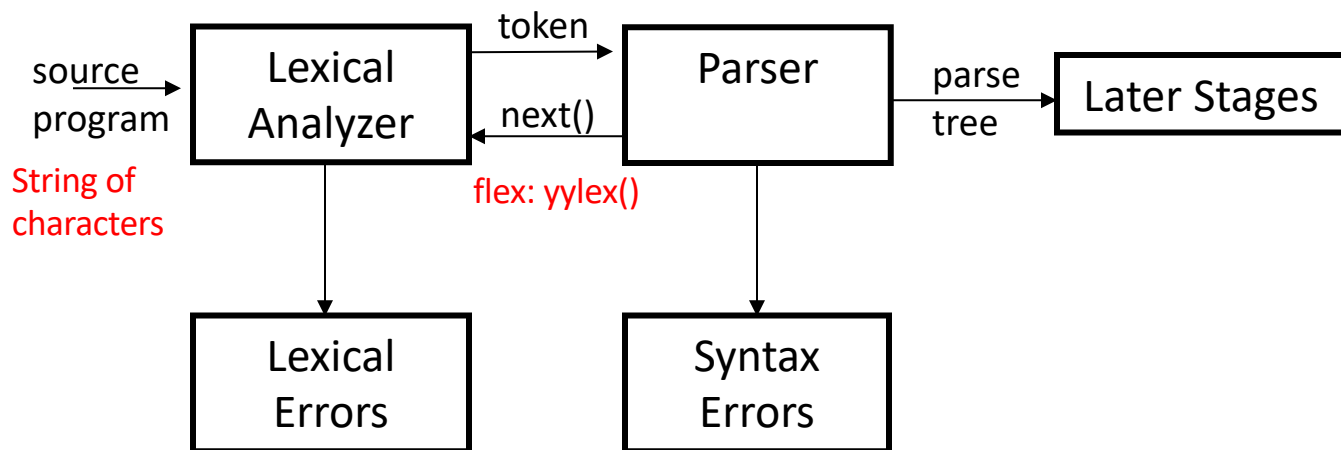 source
program
String of
characters
Lexical
Analyzer
token
next()
flex: yylex()
Parser
parse
tree
Later Stages
Lexical
Errors
Syntax
Errors